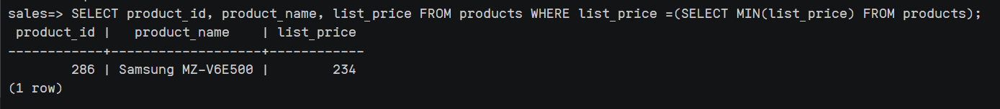 sales=> SELECT product_id, product_name, list_price FROM products WHERE list_price =(SELECT MIN(list_price) FROM products);
 product_id |   product_name    | list_price
------------+-------------------+------------
        286 | Samsung MZ-V6E500 |        234
(1 row)